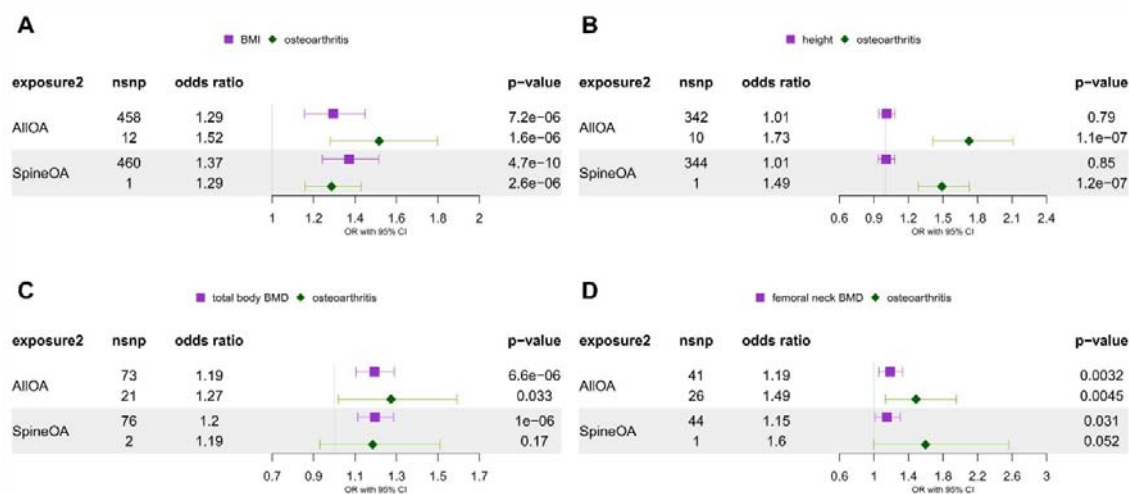 A
BMI osteoarthritis
exposure2 nsnp odds ratio p-value
AllOA
458 1.29 7.2e-06
12 1.52 1.6e-06
SpineOA
460 1.37 4.7e-10
1 1.29 2.6e-06
1 1.2 1.4 1.6 1.8 2
OR with 95% CI
B
height osteoarthritis
exposure2 nsnp odds ratio p-value
AllOA
342 1.01 0.79
10 1.73 1.1e-07
SpineOA
344 1.01 0.85
1 1.49 1.2e-07
0.6 0.9 1.2 1.5 1.8 2.1 2.4
OR with 95% CI
C
total body BMD osteoarthritis
exposure2 nsnp odds ratio p-value
AllOA
73 1.19 6.6e-06
21 1.27 0.033
SpineOA
76 1.2 1e-06
2 1.19 0.17
0.7 0.9 1.1 1.3 1.5 1.7
OR with 95% CI
D
femoral neck BMD osteoarthritis
exposure2 nsnp odds ratio p-value
AllOA
41 1.19 0.0032
26 1.49 0.0045
SpineOA
44 1.15 0.031
1 1.6 0.052
0.6 1 1.4 1.8 2.2 2.6 3
OR with 95% CI